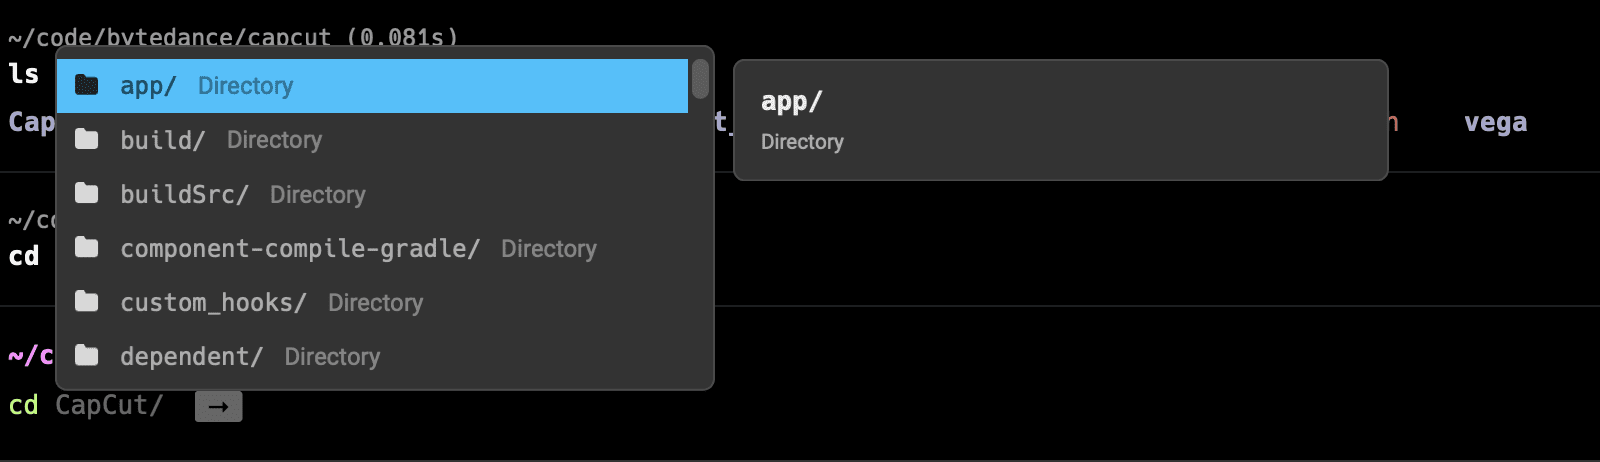 ~/code/bytedance/capcut (0.081s)
ls
app/ Directory
app/
Cap
vega
build/ Directory
Directory
buildSrc/ Directory
~/co
component-compile-gradle/ Directory
cd
custom_hooks/ Directory
dependent/ Directory
~/c
cd CapCut/ →